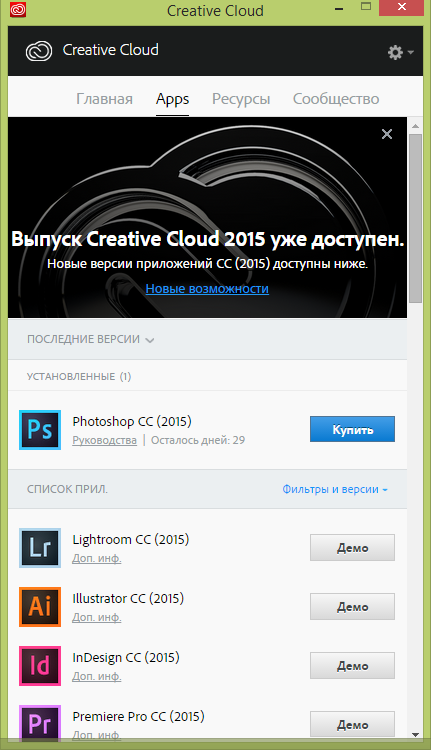 Creative Cloud
Creative Cloud
Главная Apps Ресурсы Сообщество
Выпуск Creative Cloud 2015 уже доступен.
Новые версии приложений CC (2015) доступны ниже.
Новые возможности
ПОСЛЕДНИЕ ВЕРСИИ
УСТАНОВЛЕННЫЕ (1)
Ps
Photoshop CC (2015)
Руководства | Осталось дней: 29
Купить
СПИСОК ПРИЛ. Фильтры и версии
Lr
Lightroom CC (2015)
Доп. инф.
Демо
Ai
Illustrator CC (2015)
Доп. инф.
Демо
Id
InDesign CC (2015)
Доп. инф.
Демо
Pr
Premiere Pro CC (2015)
Доп. инф.
Демо